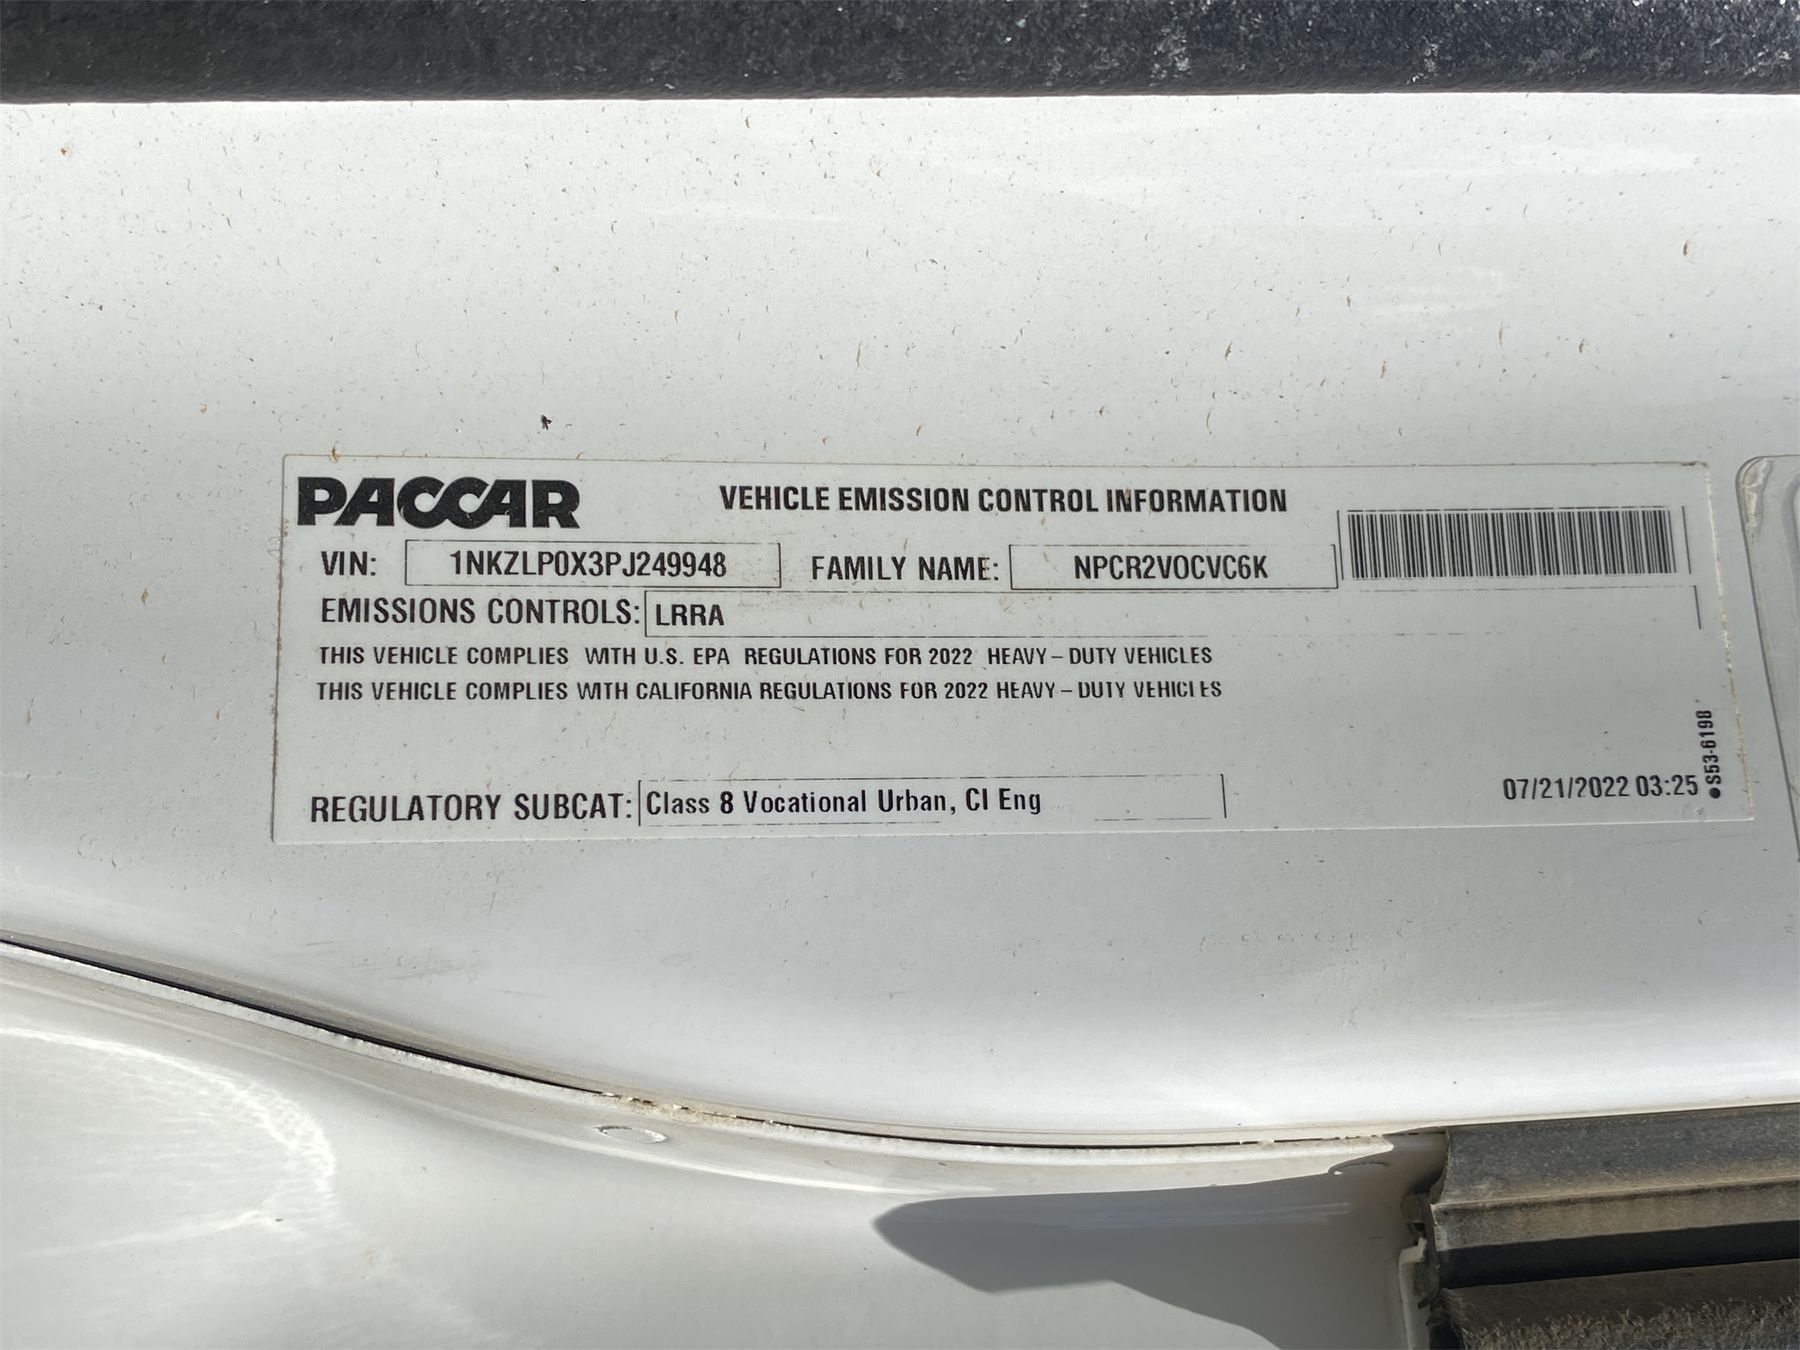 PACCAR VEHICLE EMISSION CONTROL INFORMATION
VIN: 1NKZLP0X3PJ249948 FAMILY NAME: NPCR2VOCVC6K
EMISSIONS CONTROLS: LRRA
THIS VEHICLE COMPLIES WITH U.S. EPA REGULATIONS FOR 2022 HEAVY-DUTY VEHICLES
THIS VEHICLE COMPLIES WITH CALIFORNIA REGULATIONS FOR 2022 HEAVY-DUTY VEHICLES
REGULATORY SUBCAT: Class 8 Vocational Urban, CI Eng
07/21/2022 03:25
●S53-6198